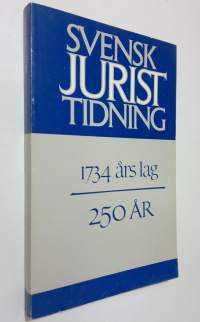 SVENSK
JURIST
TIDNING
1734 års lag
250 ÅR